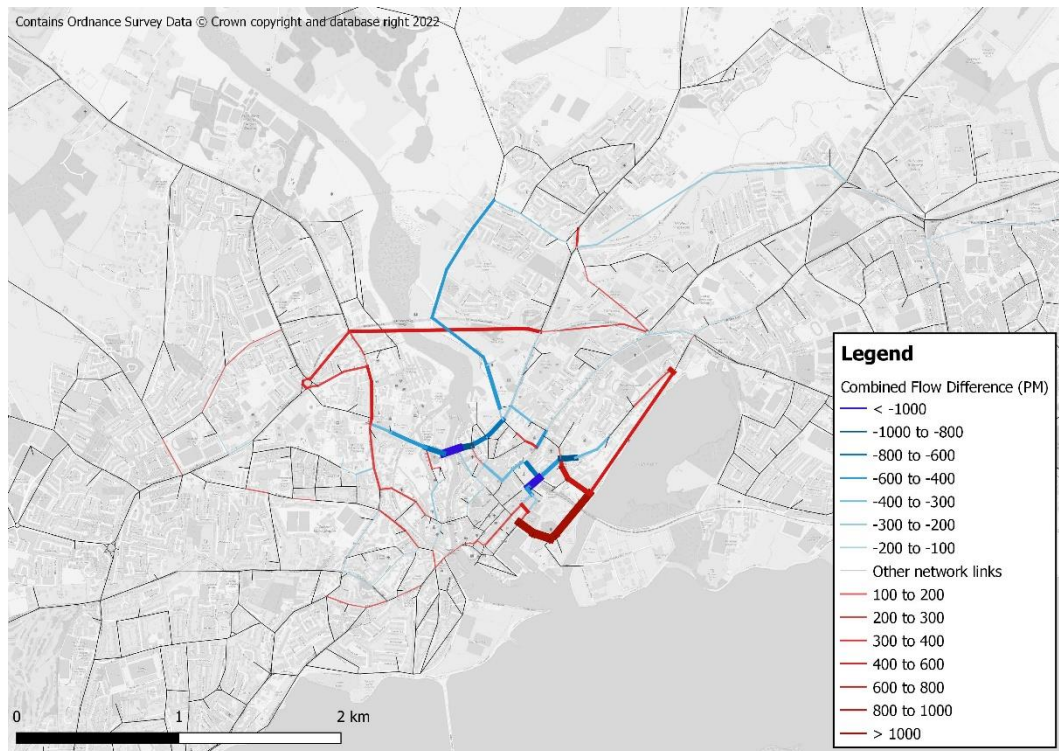 Contains Ordnance Survey Data © Crown copyright and database right 2022
Legend
Combined Flow Difference (PM)
< -1000
-1000 to -800
-800 to -600
-600 to -400
-400 to -300
-300 to -200
-200 to -100
Other network links
100 to 200
200 to 300
300 to 400
400 to 600
600 to 800
800 to 1000
> 1000
0 1 2 km